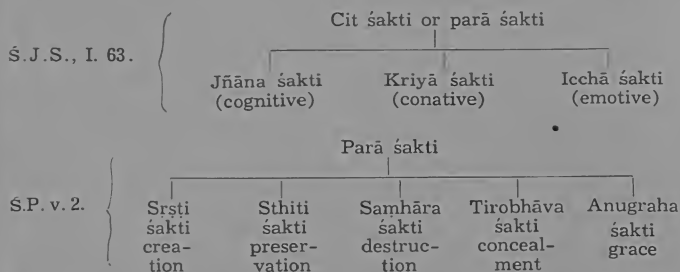 Cit śakti or parā śakti
Ś.J.S., I. 63.
Jñāna śakti Kriyā śakti Icchā śakti
(cognitive) (conative) (emotive)
Parā śakti
Ś.P. v. 2.
Sṛṣti Sthiti Saṃhāra Tirobhāva Anugraha
śakti śakti śakti śakti śakti
crea- preser- destruc- conceal- grace
tion vation tion ment